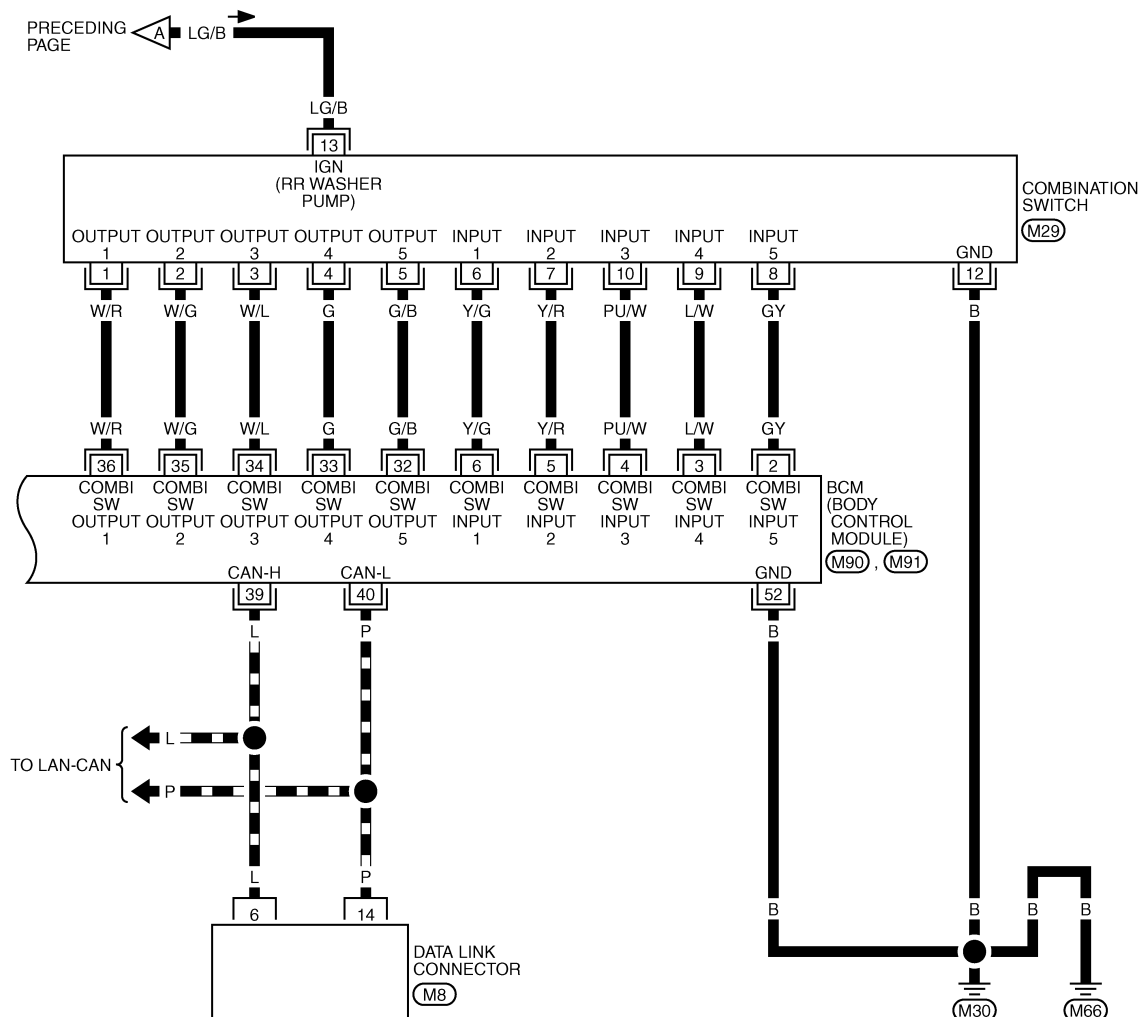 PRECEDING
PAGE
A
LG/B
LG/B
13
IGN
(RR WASHER
PUMP)
COMBINATION
SWITCH
M29
OUTPUT OUTPUT OUTPUT OUTPUT OUTPUT INPUT INPUT INPUT INPUT INPUT
1 2 3 4 5 1 2 3 4 5 GND
1 2 3 4 5 6 7 10 9 8 12
W/R W/G W/L G G/B Y/G Y/R PU/W L/W GY B
W/R W/G W/L G G/B Y/G Y/R PU/W L/W GY
36 35 34 33 32 6 5 4 3 2
COMBI COMBI COMBI COMBI COMBI COMBI COMBI COMBI COMBI COMBI
SW SW SW SW SW SW SW SW SW SW
OUTPUT OUTPUT OUTPUT OUTPUT OUTPUT INPUT INPUT INPUT INPUT INPUT
1 2 3 4 5 1 2 3 4 5
BCM
(BODY
CONTROL
MODULE)
M90 , M91
CAN-H CAN-L GND
39 40 52
L P B
L
TO LAN-CAN
P
L P
6 14
DATA LINK
CONNECTOR
M8
B B B B
M30 M66